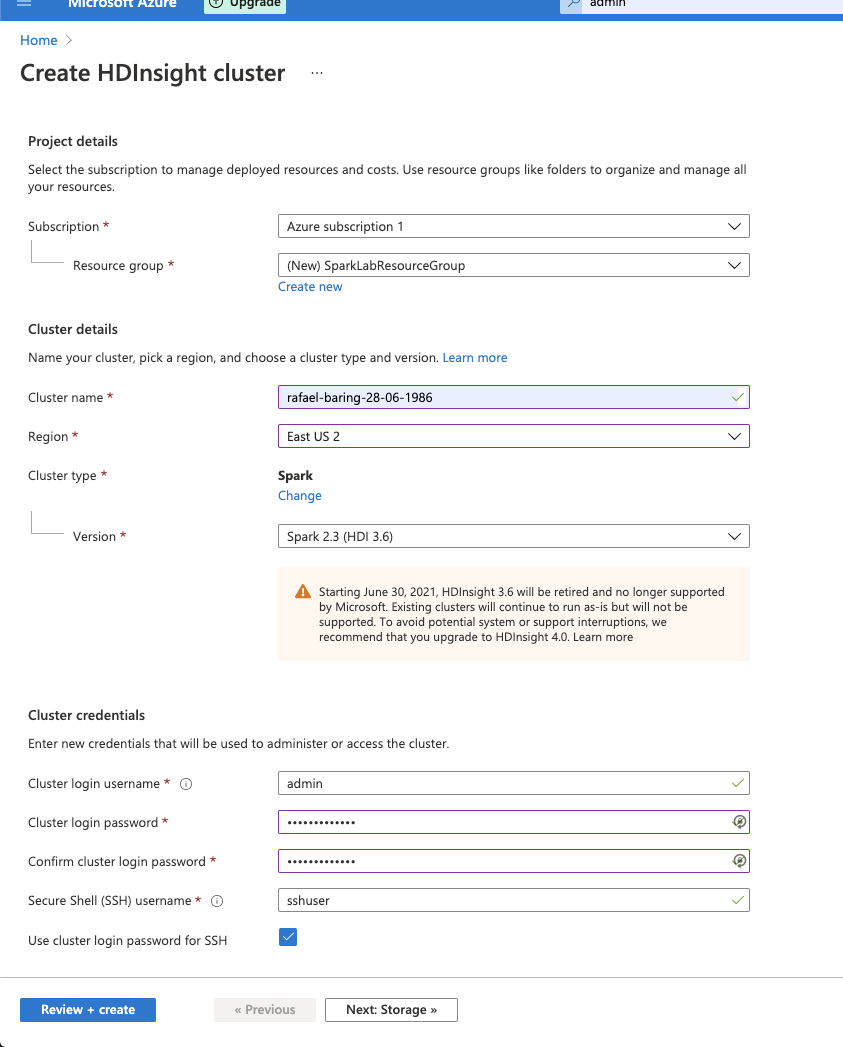 Microsoft Azure
Upgrade
admin
Home
Create HDInsight cluster ...
Project details
Select the subscription to manage deployed resources and costs. Use resource groups like folders to organize and manage all
your resources.
Subscription *
Azure subscription 1
Resource group *
(New) SparkLabResourceGroup
Create new
Cluster details
Name your cluster, pick a region, and choose a cluster type and version. Learn more
Cluster name *
rafael-baring-28-06-1986
Region *
East US 2
Cluster type *
Spark
Change
Version *
Spark 2.3 (HDI 3.6)
Starting June 30, 2021, HDInsight 3.6 will be retired and no longer supported
by Microsoft. Existing clusters will continue to run as-is but will not be
supported. To avoid potential system or support interruptions, we
recommend that you upgrade to HDInsight 4.0. Learn more
Cluster credentials
Enter new credentials that will be used to administer or access the cluster.
Cluster login username *
admin
Cluster login password *
•••••••••••••
Confirm cluster login password *
•••••••••••••
Secure Shell (SSH) username *
sshuser
Use cluster login password for SSH
Review + create
« Previous
Next: Storage »